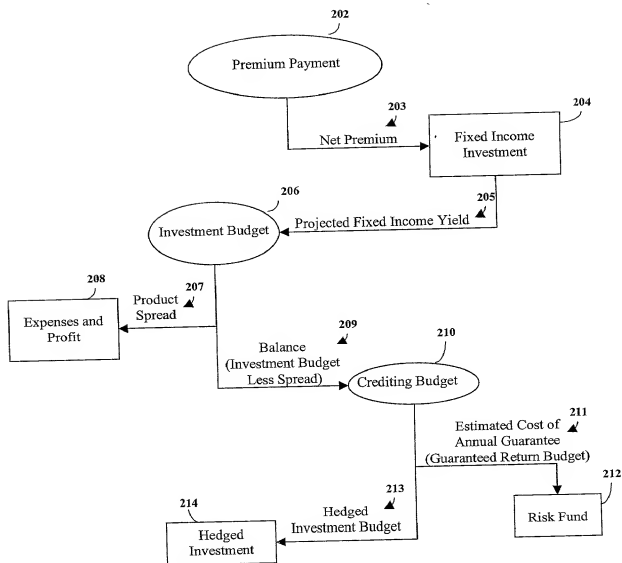 202
Premium Payment
203
Net Premium
204
Fixed Income
Investment
205
Projected Fixed Income Yield
206
Investment Budget
207
Product
Spread
208
Expenses and
Profit
209
Balance
(Investment Budget
Less Spread)
210
Crediting Budget
211
Estimated Cost of
Annual Guarantee
(Guaranteed Return Budget)
212
Risk Fund
213
Hedged
Investment Budget
214
Hedged
Investment